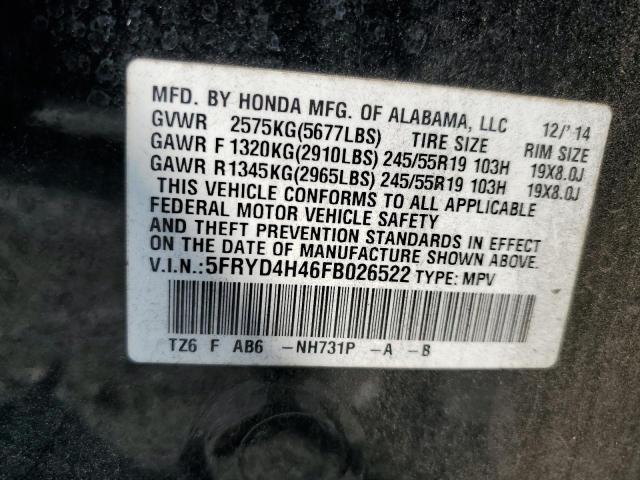 MFD. BY HONDA MFG. OF ALABAMA, LLC 12/'14
GVWR 2575KG(5677LBS) TIRE SIZE RIM SIZE
GAWR F 1320KG(2910LBS) 245/55R19 103H 19X8.0J
GAWR R1345KG(2965LBS) 245/55R19 103H 19X8.0J
THIS VEHICLE CONFORMS TO ALL APPLICABLE
FEDERAL MOTOR VEHICLE SAFETY
AND THEFT PREVENTION STANDARDS IN EFFECT
ON THE DATE OF MANUFACTURE SHOWN ABOVE.
V.I.N.:5FRYD4H46FB026522 TYPE: MPV
TZ6 F AB6 -NH731P -A -B